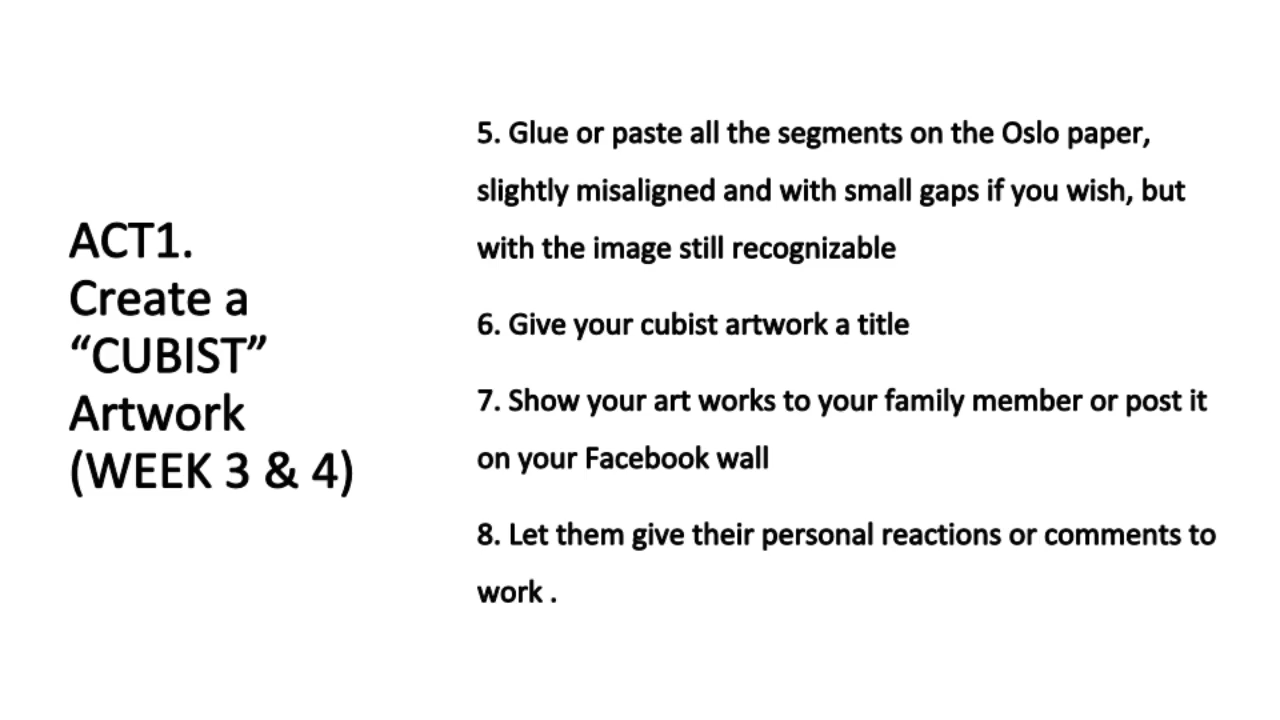 ACT1.
Create a
“CUBIST”
Artwork
(WEEK 3 & 4)
5. Glue or paste all the segments on the Oslo paper,
slightly misaligned and with small gaps if you wish, but
with the image still recognizable
6. Give your cubist artwork a title
7. Show your art works to your family member or post it
on your Facebook wall
8. Let them give their personal reactions or comments to
work .